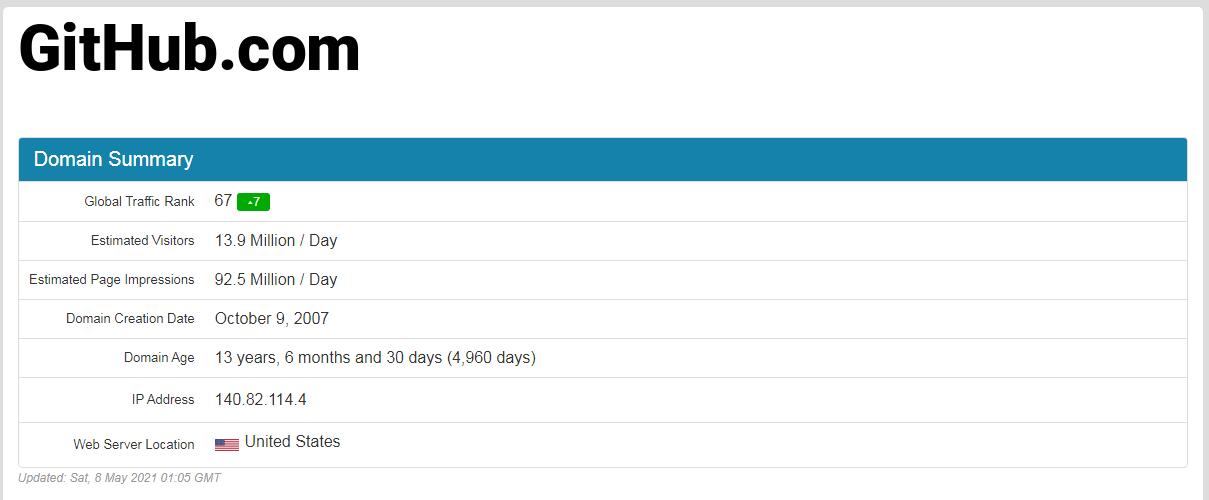 GitHub.com
Domain Summary
Global Traffic Rank 67 ▲7
Estimated Visitors 13.9 Million / Day
Estimated Page Impressions 92.5 Million / Day
Domain Creation Date October 9, 2007
Domain Age 13 years, 6 months and 30 days (4,960 days)
IP Address 140.82.114.4
Web Server Location United States
Updated: Sat, 8 May 2021 01:05 GMT